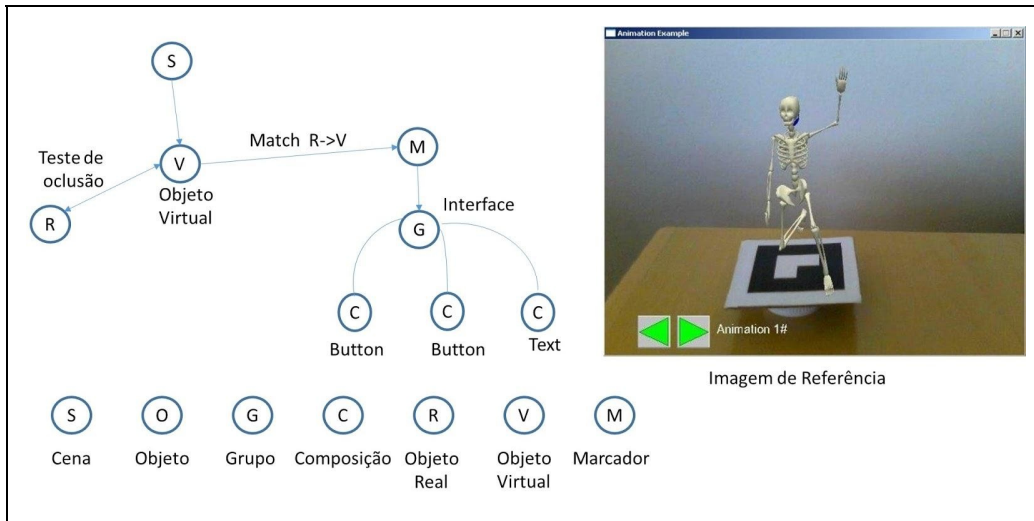 S
Teste de
oclusão
V
Match R->V
M
R
Objeto
Virtual
Interface
G
C
C
C
Button
Button
Text
Animation Example
Animation 1#
Imagem de Referência
S
O
G
C
R
V
M
Cena
Objeto
Grupo
Composição
Objeto
Real
Objeto
Virtual
Marcador